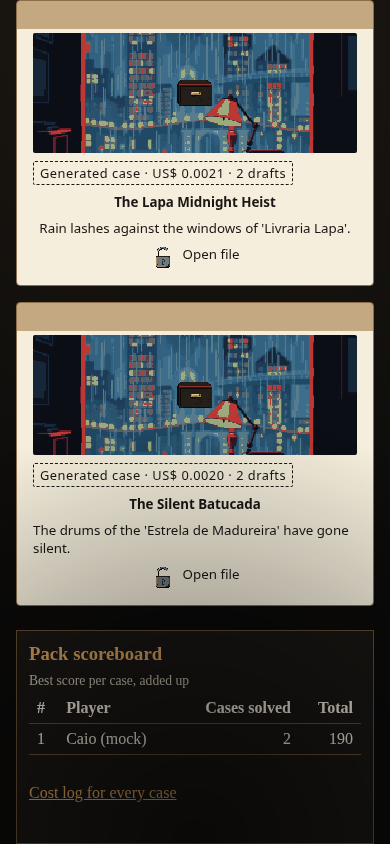 Generated case · US$ 0.0021 · 2 drafts
The Lapa Midnight Heist
Rain lashes against the windows of 'Livraria Lapa'.
Open file
Generated case · US$ 0.0020 · 2 drafts
The Silent Batucada
The drums of the 'Estrela de Madureira' have gone
silent.
Open file
Pack scoreboard
Best score per case, added up
# Player Cases solved Total
1 Caio (mock) 2 190
Cost log for every case